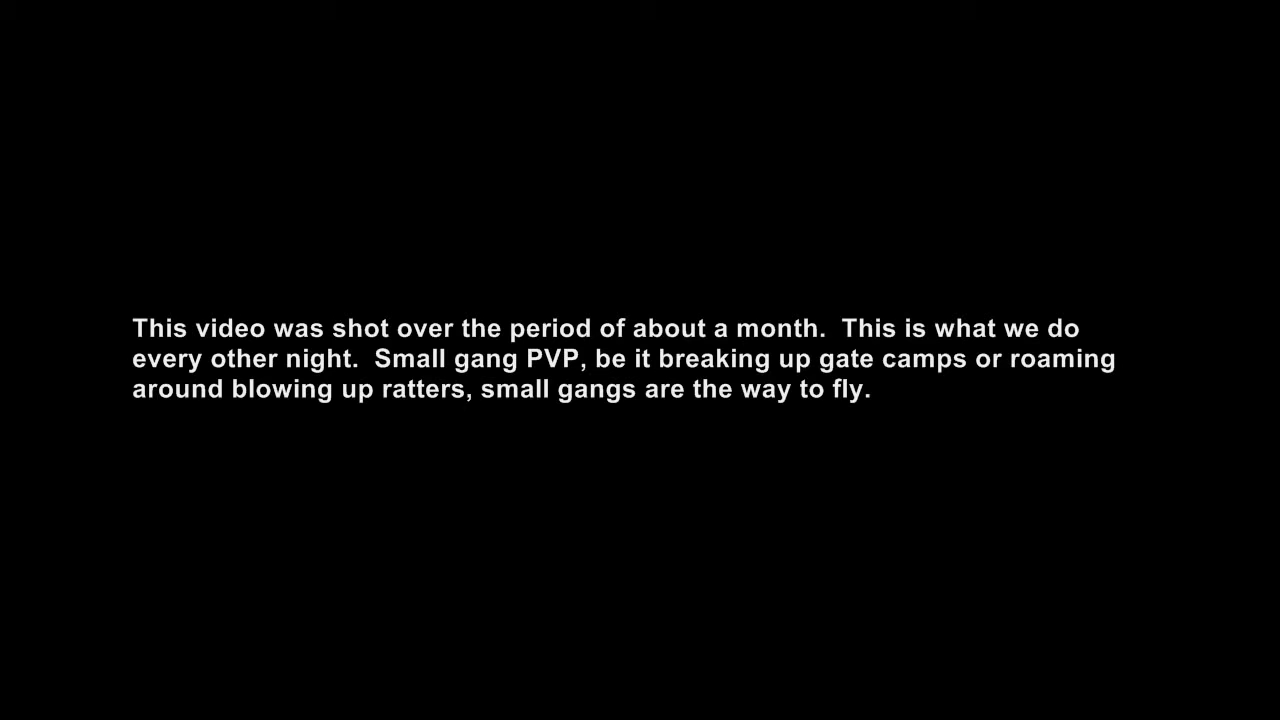 This video was shot over the period of about a month.  This is what we do
every other night.  Small gang PVP, be it breaking up gate camps or roaming
around blowing up ratters, small gangs are the way to fly.